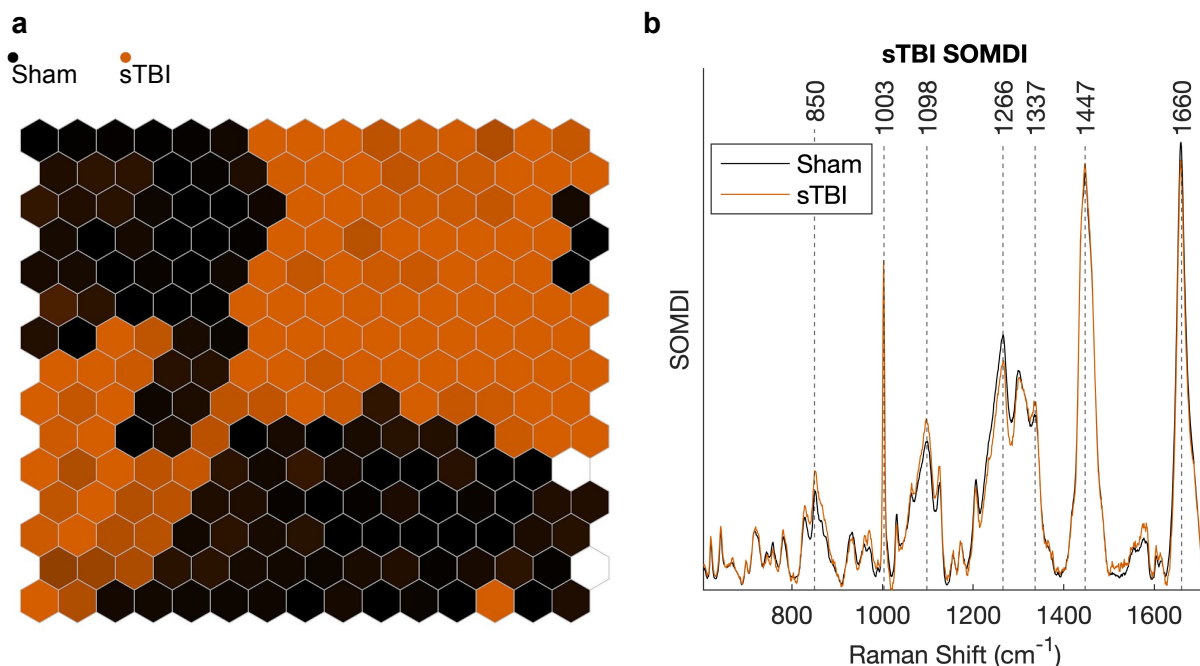 a
Sham sTBI
b
sTBI SOMDI
850 1003 1098 1266 1337 1447 1660
Sham
sTBI
SOMDI
800 1000 1200 1400 1600
Raman Shift (cm⁻¹)